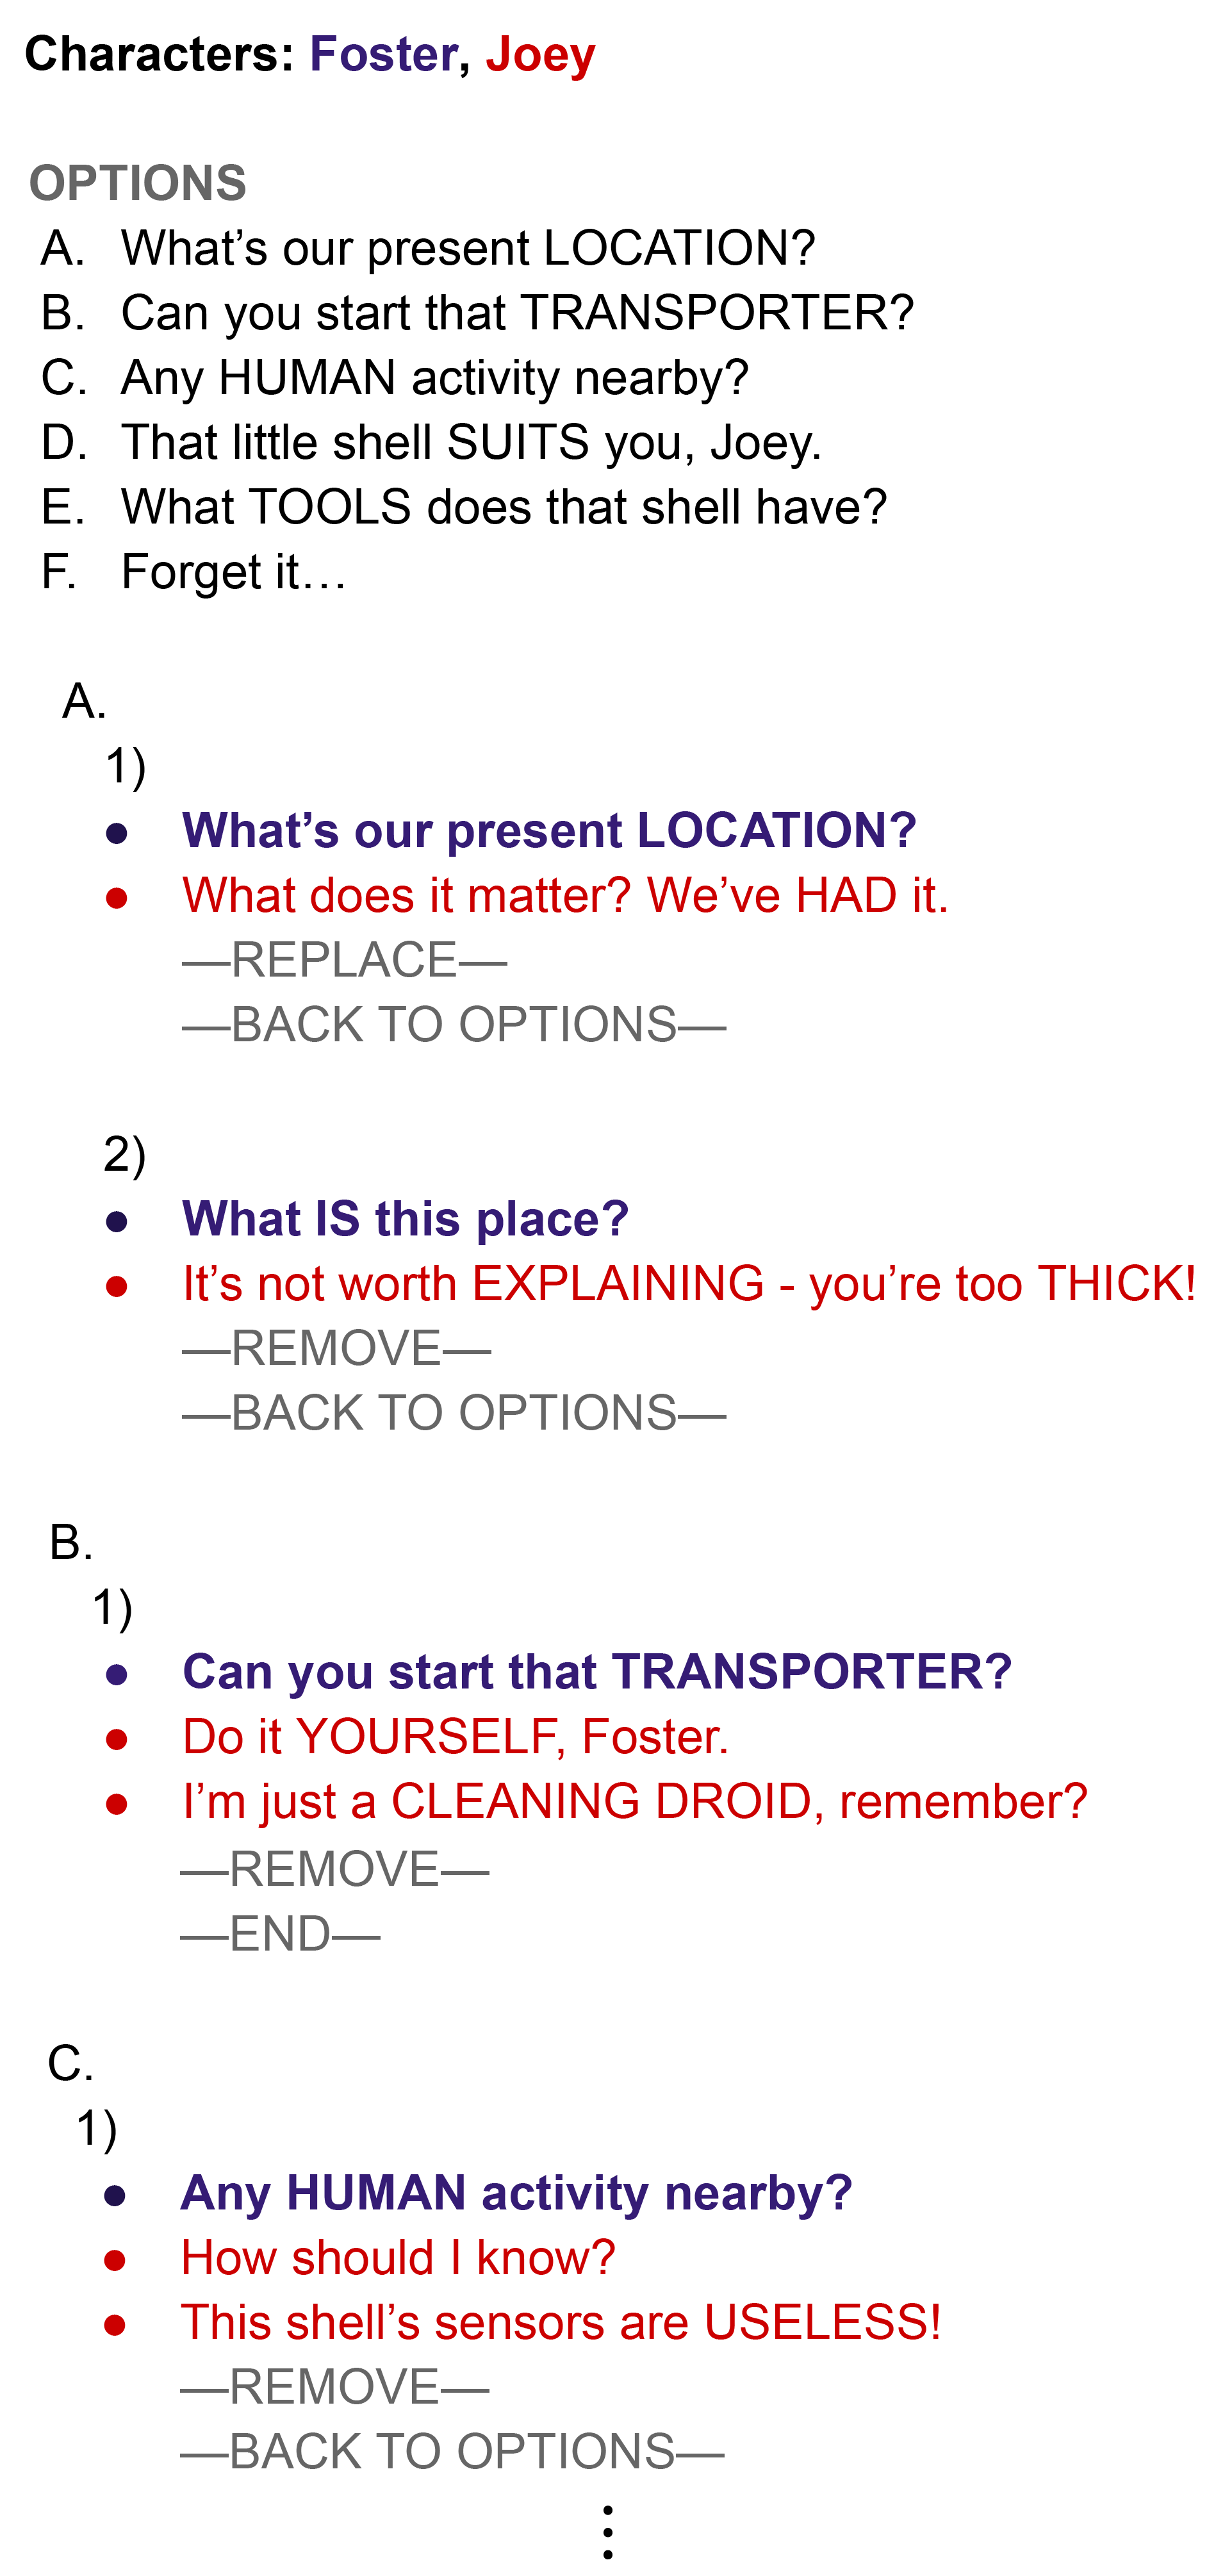 Characters: Foster, Joey
OPTIONS
A. What’s our present LOCATION?
B. Can you start that TRANSPORTER?
C. Any HUMAN activity nearby?
D. That little shell SUITS you, Joey.
E. What TOOLS does that shell have?
F. Forget it…
A.
1)
● What’s our present LOCATION?
● What does it matter? We’ve HAD it.
—REPLACE—
—BACK TO OPTIONS—
2)
● What IS this place?
● It’s not worth EXPLAINING - you’re too THICK!
—REMOVE—
—BACK TO OPTIONS—
B.
1)
● Can you start that TRANSPORTER?
● Do it YOURSELF, Foster.
● I’m just a CLEANING DROID, remember?
—REMOVE—
—END—
C.
1)
● Any HUMAN activity nearby?
● How should I know?
● This shell’s sensors are USELESS!
—REMOVE—
—BACK TO OPTIONS—
⋮